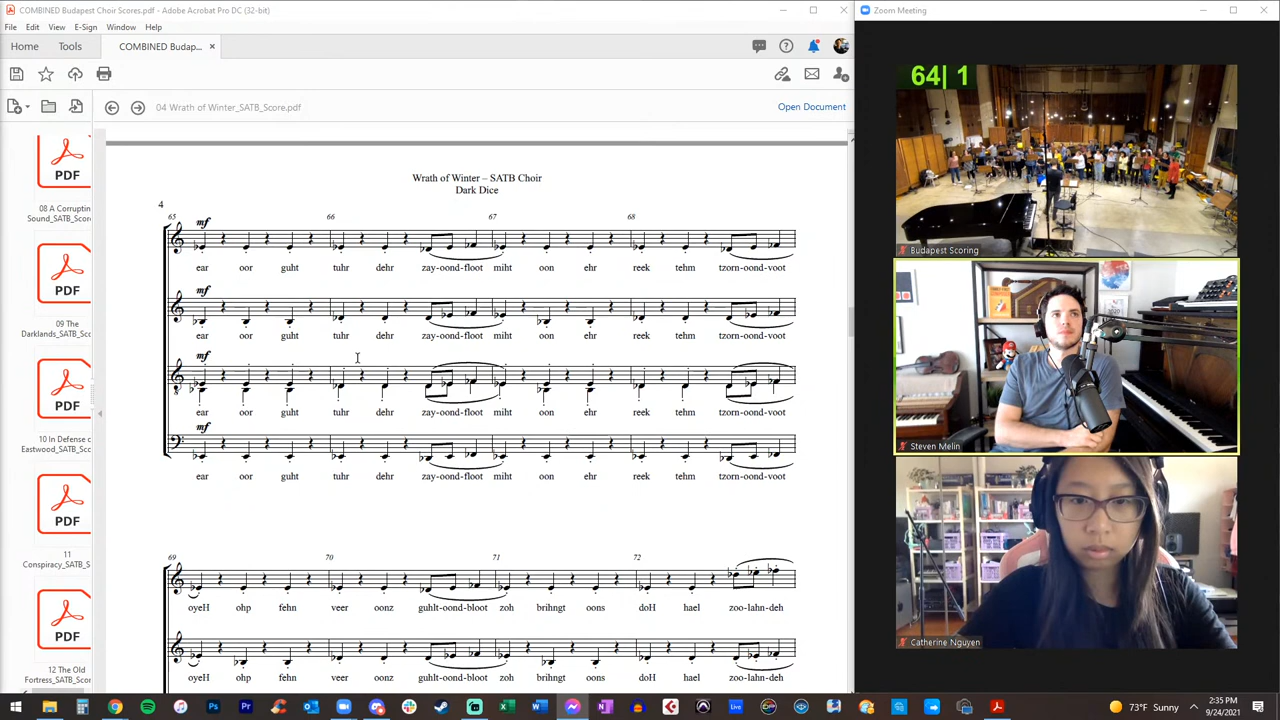 COMBINED Budapest Choir Scores.pdf - Adobe Acrobat Pro DC (32-bit)
File Edit View E-Sign Window Help
Home Tools COMBINED Budap... ×
04 Wrath of Winter_SATB_Score.pdf
Open Document
PDF
08 A Corruptin
Sound_SATB_Sco
PDF
09 The
Darklands_SATB_Sco
PDF
10 In Defense o
Eastwood_SATB_Sco
PDF
11
Conspiracy_SATB_Sc
PDF
12 The Old
Fortress_SATB_Sc
Wrath of Winter – SATB Choir
Dark Dice
4
65 66 67 68
mf
ear oor guht tuhr dehr zay-oond-floot miht oon ehr reek tehm tzorn-oond-voot
mf
ear oor guht tuhr dehr zay-oond-floot miht oon ehr reek tehm tzorn-oond-voot
mf
8
ear oor guht tuhr dehr zay-oond-floot miht oon ehr reek tehm tzorn-oond-voot
mf
ear oor guht tuhr dehr zay-oond-floot miht oon ehr reek tehm tzorn-oond-voot
69 70 71 72
oyeH ohp fehn veer oonz guhlt-oond-bloot zoh brihngt oons doH hael zoo-lahn-deh
oyeH ohp fehn veer oonz guhlt-oond-bloot zoh brihngt oons doH hael zoo-lahn-deh
Zoom Meeting
64| 1
Budapest Scoring
Steven Melin
Catherine Nguyen
73°F Sunny
2:35 PM
9/24/2021